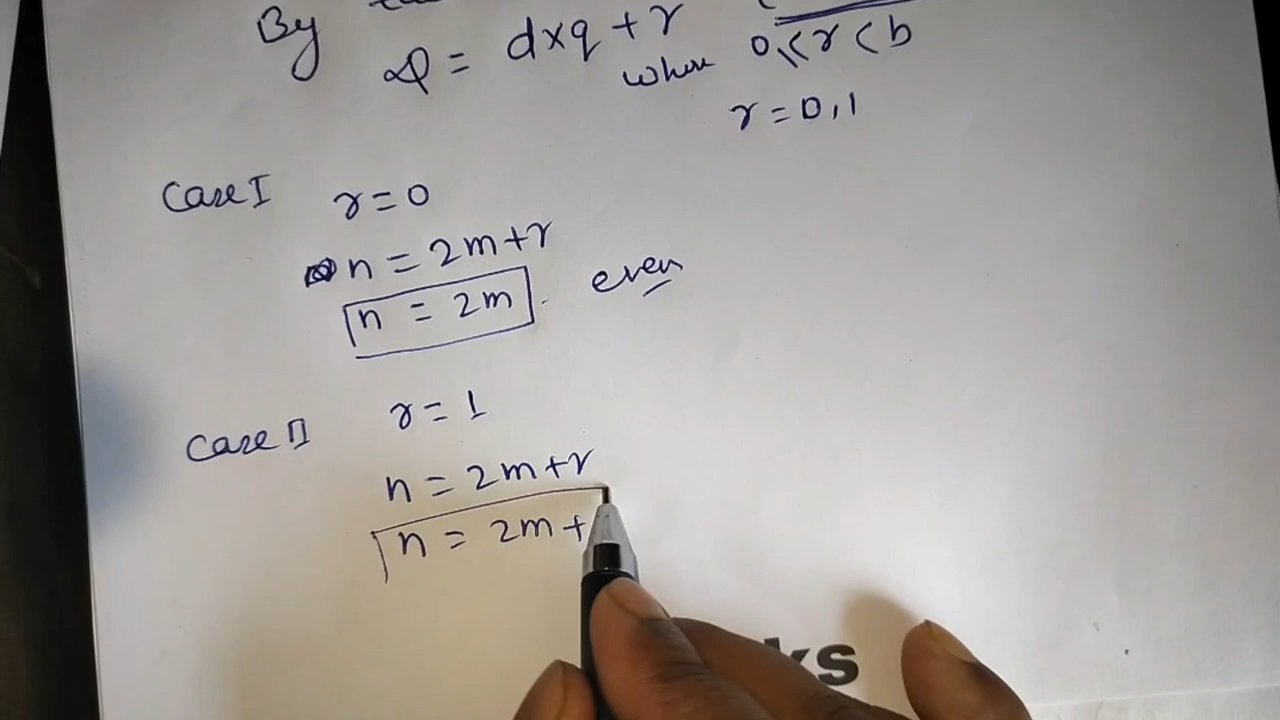 By
D = d×q + r
where 0 ≤ r < b
r = 0, 1
Case I r = 0
n = 2m + r
n = 2m. even
Case II r = 1
n = 2m + r
n = 2m +
ks